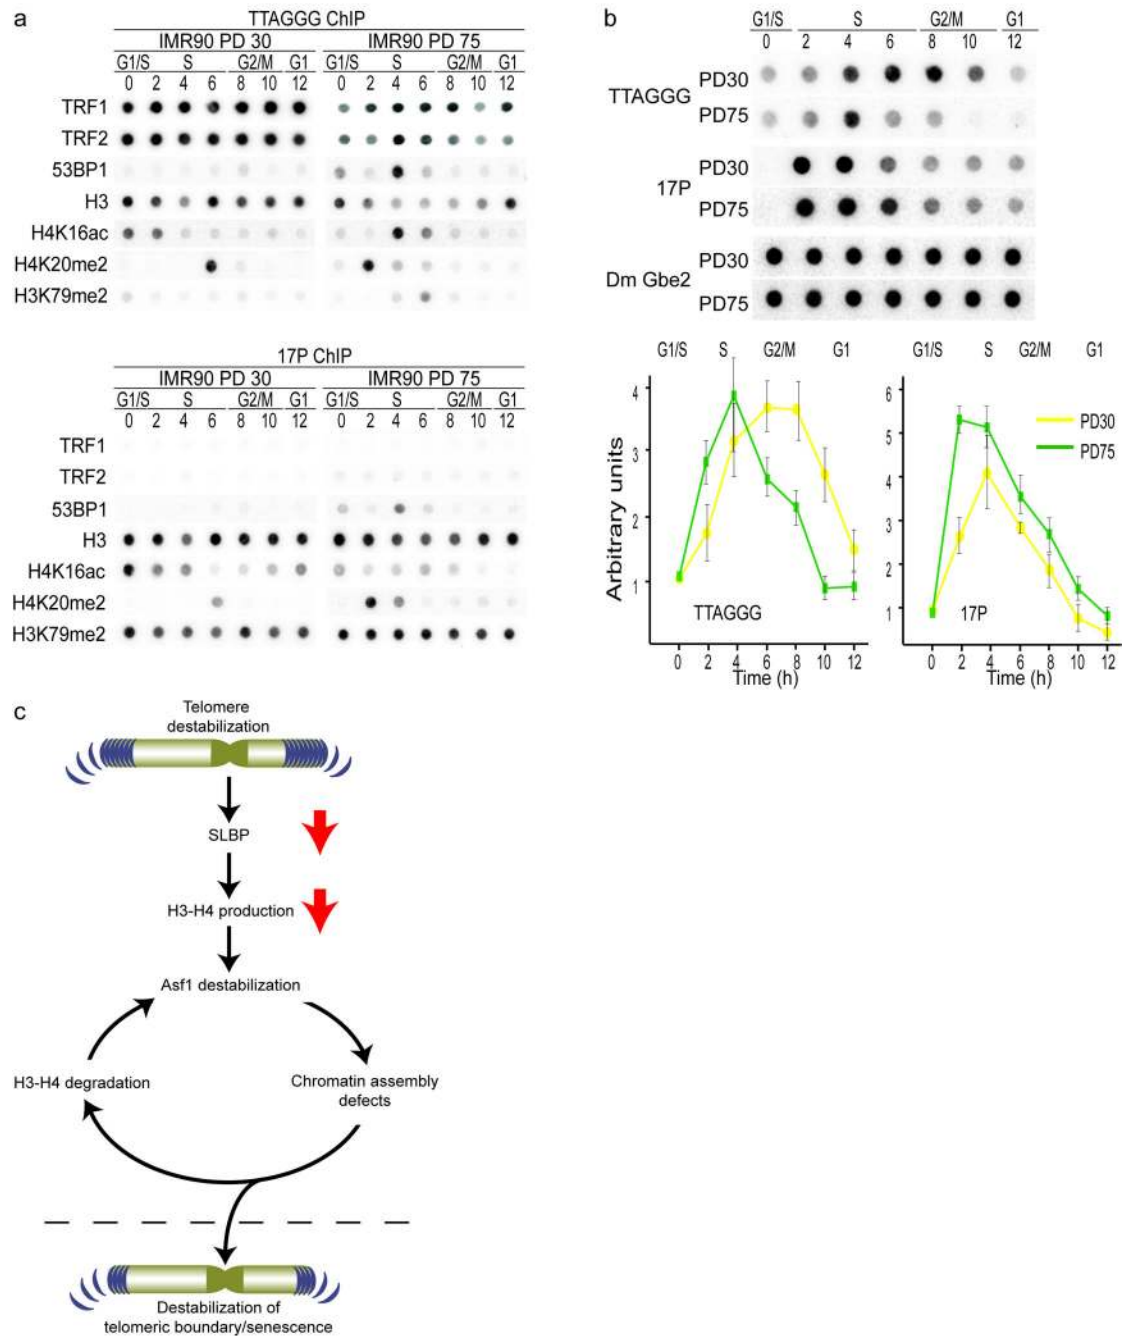 a
TTAGGG ChIP
IMR90 PD 30 IMR90 PD 75
G1/S S G2/M G1 G1/S S G2/M G1
0 2 4 6 8 10 12 0 2 4 6 8 10 12
TRF1
TRF2
53BP1
H3
H4K16ac
H4K20me2
H3K79me2
17P ChIP
IMR90 PD 30 IMR90 PD 75
G1/S S G2/M G1 G1/S S G2/M G1
0 2 4 6 8 10 12 0 2 4 6 8 10 12
TRF1
TRF2
53BP1
H3
H4K16ac
H4K20me2
H3K79me2
b
G1/S S G2/M G1
0 2 4 6 8 10 12
TTAGGG
PD30
PD75
17P
PD30
PD75
Dm Gbe2
PD30
PD75
G1/S S G2/M G1
Arbitrary units
4
3
2
1
TTAGGG
0 2 4 6 8 10 12
Time (h)
G1/S S G2/M G1
6
5
4
3
2
1
17P
0 2 4 6 8 10 12
Time (h)
PD30
PD75
c
Telomere
destabilization
SLBP
H3-H4 production
Asf1 destabilization
H3-H4 degradation
Chromatin assembly
defects
Destabilization of
telomeric boundary/senescence